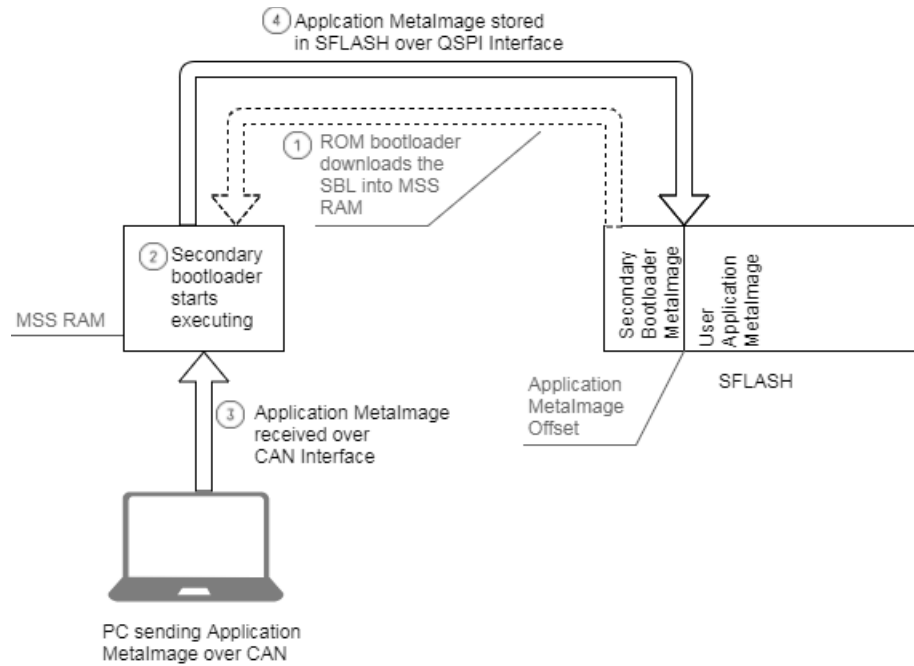 4 Applcation MetaImage stored
in SFLASH over QSPI Interface
1 ROM bootloader
downloads the
SBL into MSS
RAM
2 Secondary
bootloader
starts
executing
MSS RAM
Secondary
Bootloader
MetaImage
User
Application
MetaImage
SFLASH
Application
MetaImage
Offset
3 Application MetaImage
received over
CAN Interface
PC sending Application
MetaImage over CAN